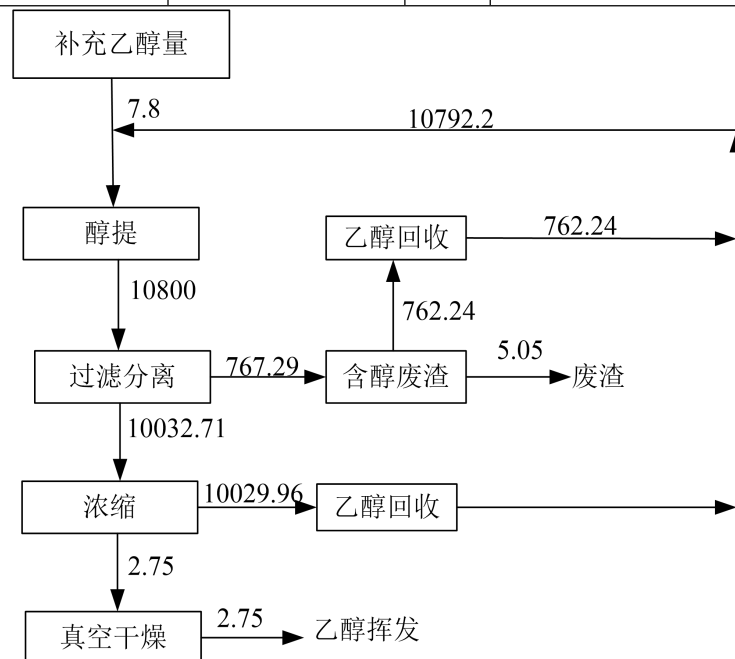 补充乙醇量
7.8
10792.2
醇提
乙醇回收
762.24
10800
762.24
过滤分离
767.29
含醇废渣
5.05
废渣
10032.71
浓缩
10029.96
乙醇回收
2.75
真空干燥
2.75
乙醇挥发